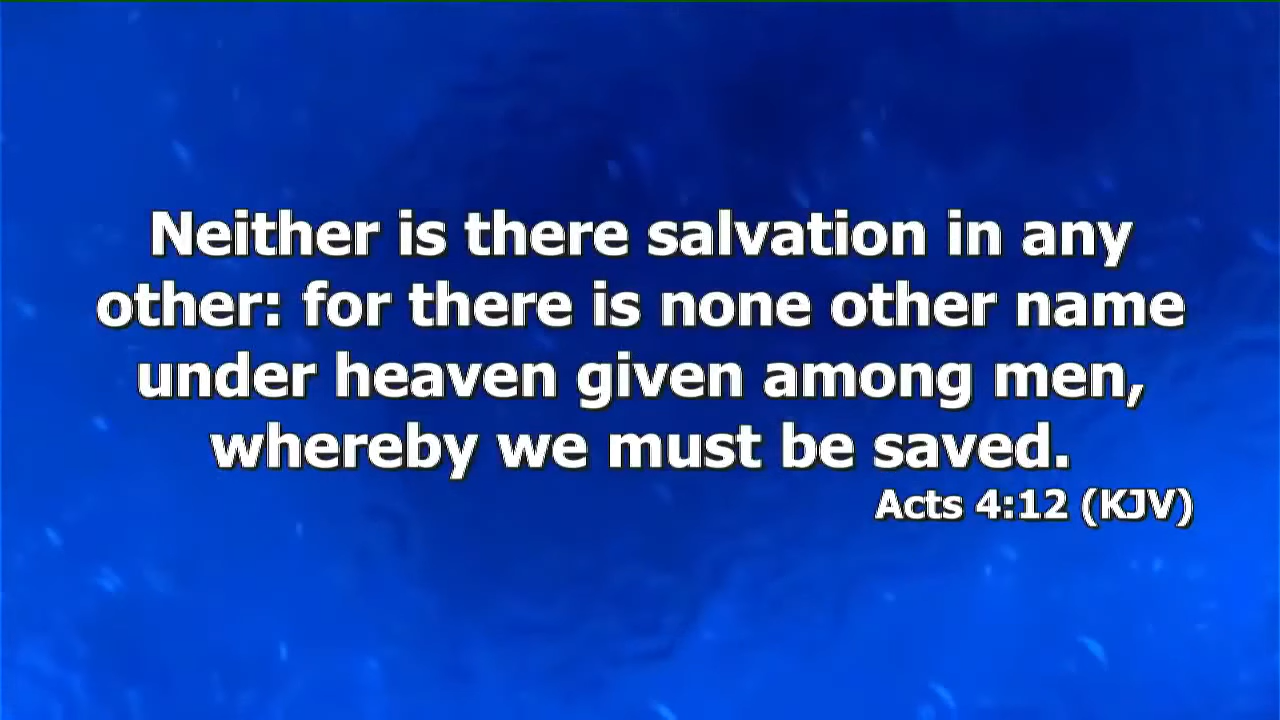 Neither is there salvation in any
other: for there is none other name
under heaven given among men,
whereby we must be saved.
Acts 4:12 (KJV)